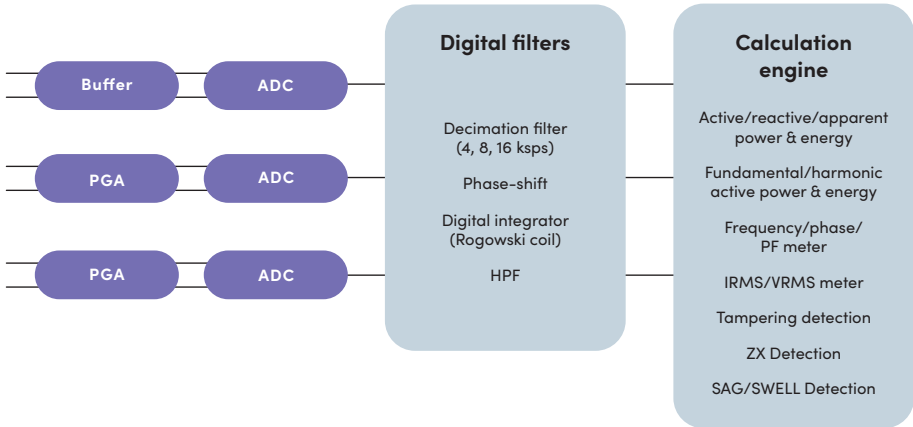 Buffer
ADC
PGA
ADC
PGA
ADC
Digital filters
Decimation filter
(4, 8, 16 ksps)
Phase-shift
Digital integrator
(Rogowski coil)
HPF
Calculation
engine
Active/reactive/apparent
power & energy
Fundamental/harmonic
active power & energy
Frequency/phase/
PF meter
IRMS/VRMS meter
Tampering detection
ZX Detection
SAG/SWELL Detection